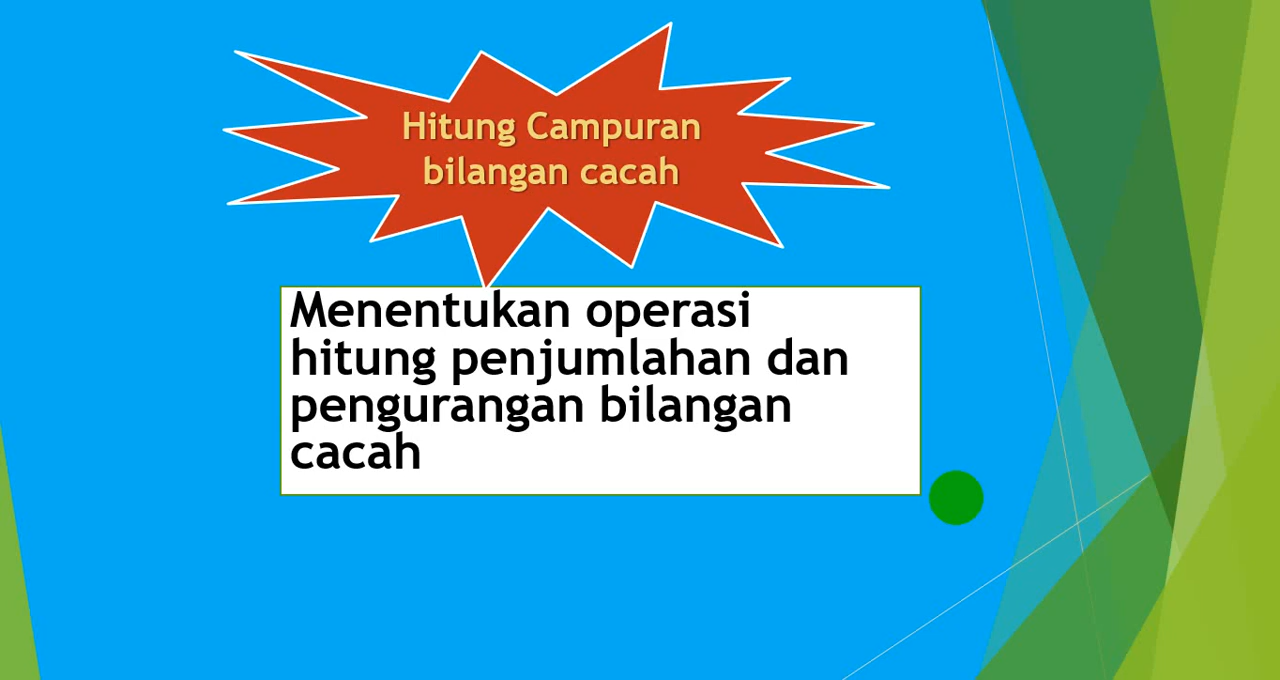 Hitung Campuran
bilangan cacah
Menentukan operasi
hitung penjumlahan dan
pengurangan bilangan
cacah